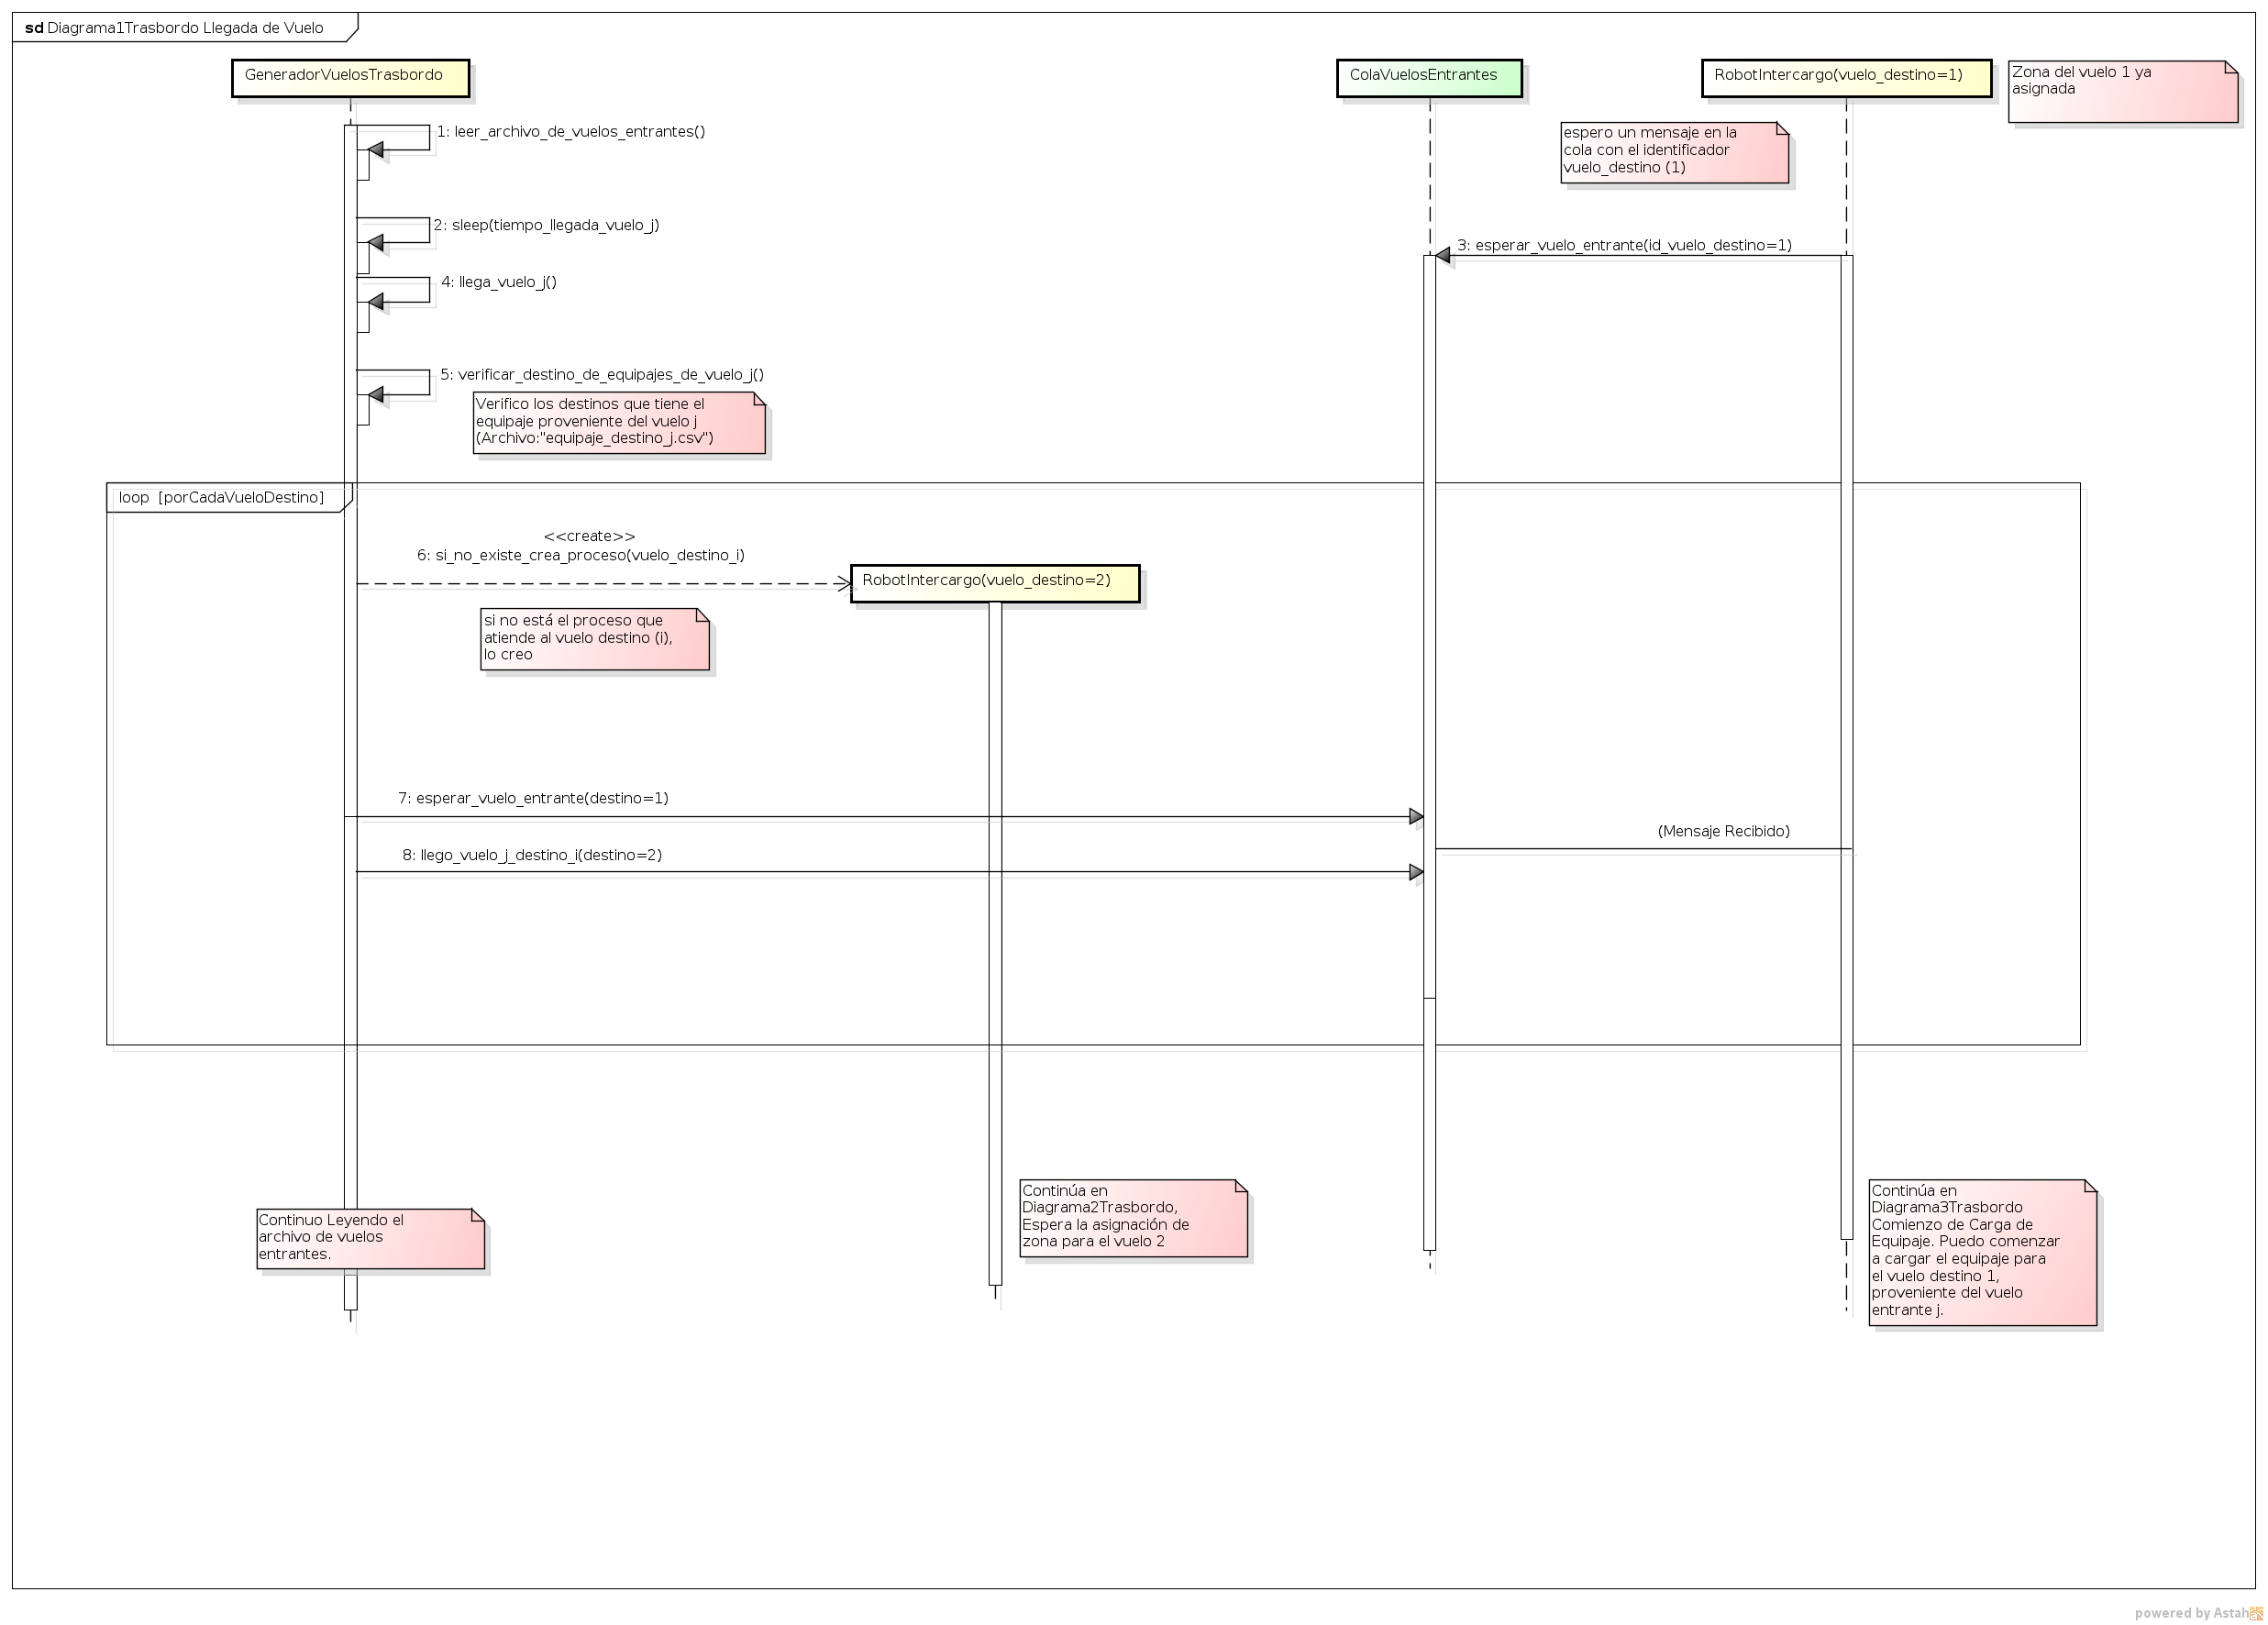 sd Diagrama1Trasbordo Llegada de Vuelo
GeneradorVuelosTrasbordo
ColaVuelosEntrantes
RobotIntercargo(vuelo_destino=1)
Zona del vuelo 1 ya
asignada
1: leer_archivo_de_vuelos_entrantes()
espero un mensaje en la
cola con el identificador
vuelo_destino (1)
2: sleep(tiempo_llegada_vuelo_j)
3: esperar_vuelo_entrante(id_vuelo_destino=1)
4: llega_vuelo_j()
5: verificar_destino_de_equipajes_de_vuelo_j()
Verifico los destinos que tiene el
equipaje proveniente del vuelo j
(Archivo:"equipaje_destino_j.csv")
loop [porCadaVueloDestino]
<<create>>
6: si_no_existe_crea_proceso(vuelo_destino_i)
RobotIntercargo(vuelo_destino=2)
si no está el proceso que
atiende al vuelo destino (i),
lo creo
7: esperar_vuelo_entrante(destino=1)
(Mensaje Recibido)
8: llego_vuelo_j_destino_i(destino=2)
Continuo Leyendo el
archivo de vuelos
entrantes.
Continúa en
Diagrama2Trasbordo,
Espera la asignación de
zona para el vuelo 2
Continúa en
Diagrama3Trasbordo
Comienzo de Carga de
Equipaje. Puedo comenzar
a cargar el equipaje para
el vuelo destino 1,
proveniente del vuelo
entrante j.
powered by Astah